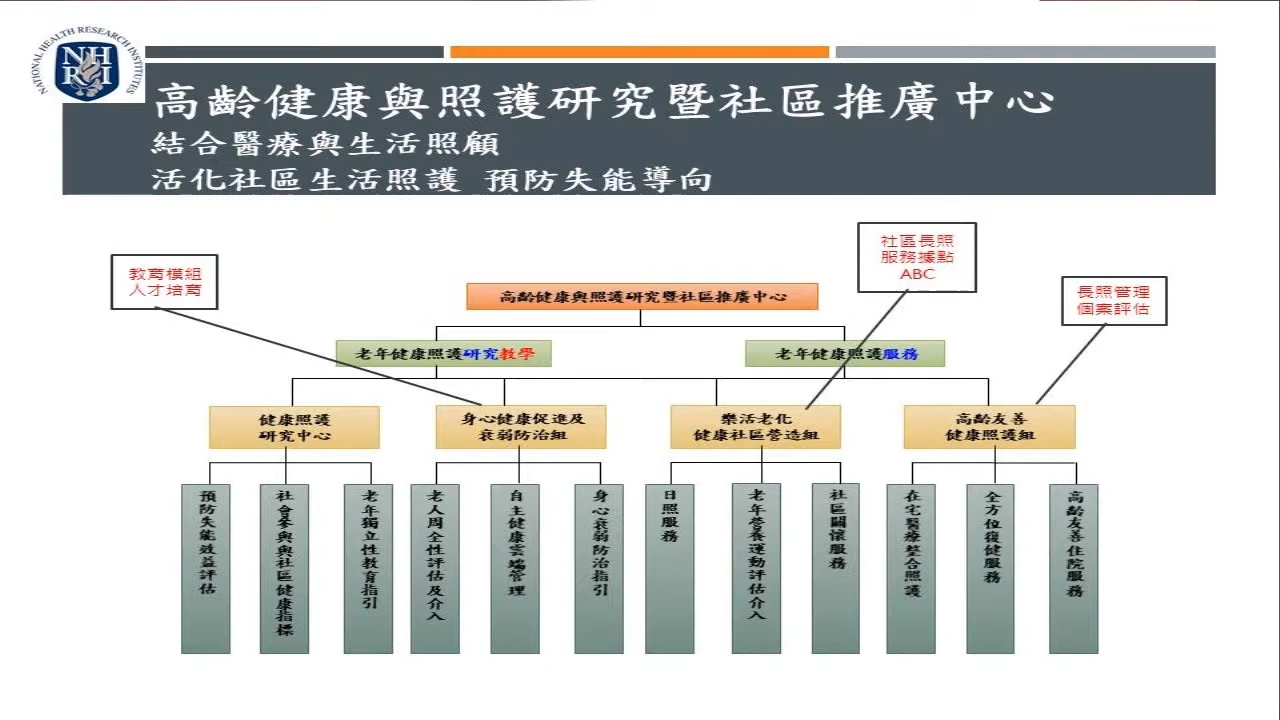 NATIONAL HEALTH RESEARCH INSTITUTES
NH
RI
高齡健康與照護研究暨社區推廣中心
結合醫療與生活照顧
活化社區生活照護 預防失能導向
教育模組
人才培育
社區長照
服務據點
ABC
長照管理
個案評估
高齡健康與照護研究暨社區推廣中心
老年健康照護研究教學
老年健康照護服務
健康照護
研究中心
身心健康促進及
衰弱防治組
樂活老化
健康社區營造組
高齡友善
健康照護組
預防失能效益評估
社會參與與社區健康指標
老年獨立性教育指引
老人周全性評估及介入
自主健康雲端管理
身心衰弱防治指引
日照服務
老年營養運動評估介入
社區關懷服務
在宅醫療整合照護
全方位復健服務
高齡友善住院服務